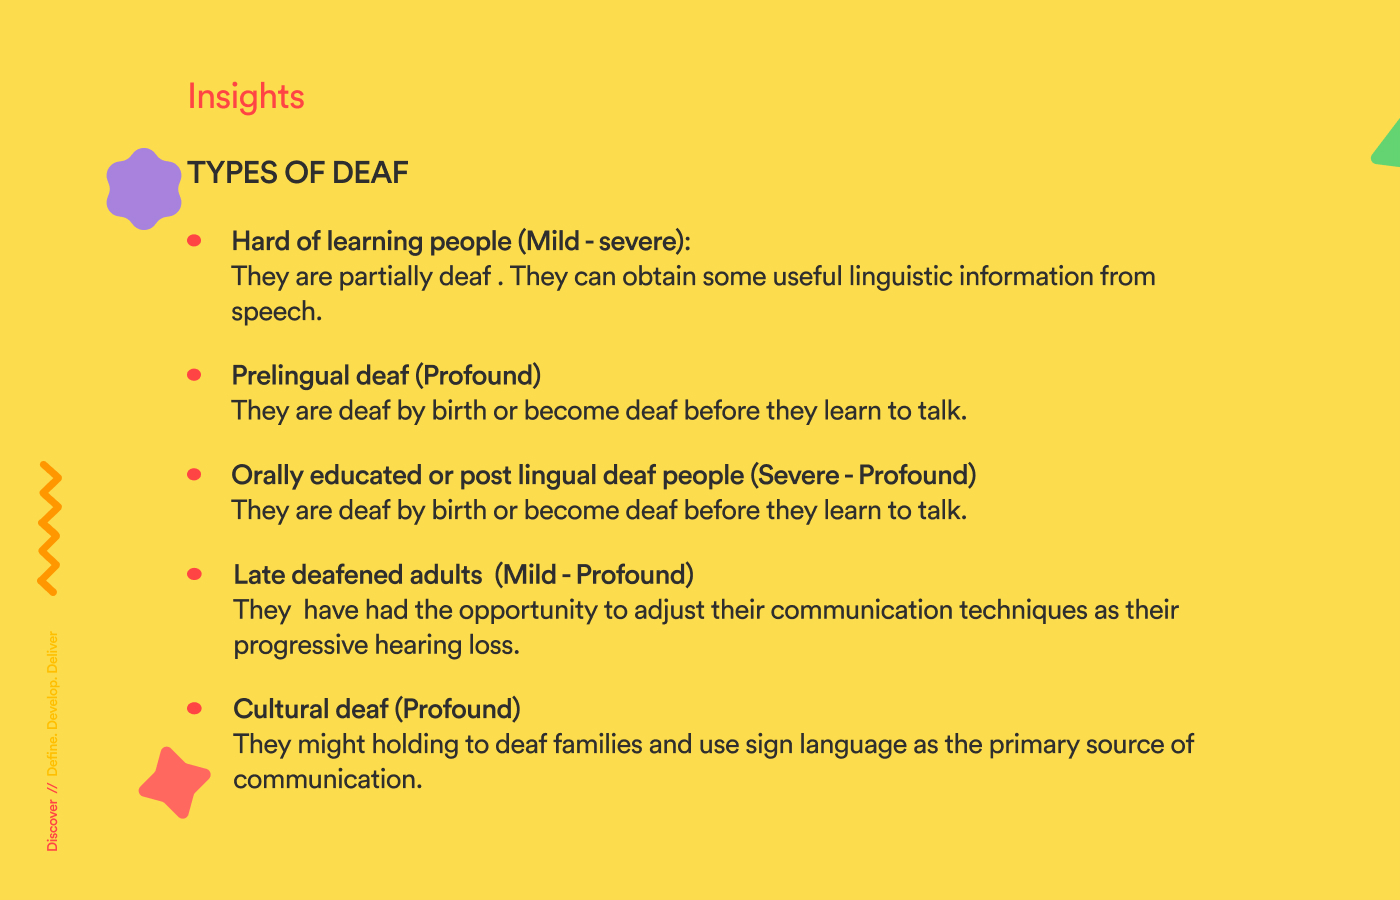 Insights
TYPES OF DEAF
Hard of learning people (Mild - severe):
They are partially deaf . They can obtain some useful linguistic information from
speech.
Prelingual deaf (Profound)
They are deaf by birth or become deaf before they learn to talk.
Orally educated or post lingual deaf people (Severe - Profound)
They are deaf by birth or become deaf before they learn to talk.
Late deafened adults  (Mild - Profound)
They  have had the opportunity to adjust their communication techniques as their
progressive hearing loss.
Cultural deaf (Profound)
They might holding to deaf families and use sign language as the primary source of
communication.
Discover // Define. Develop. Deliver